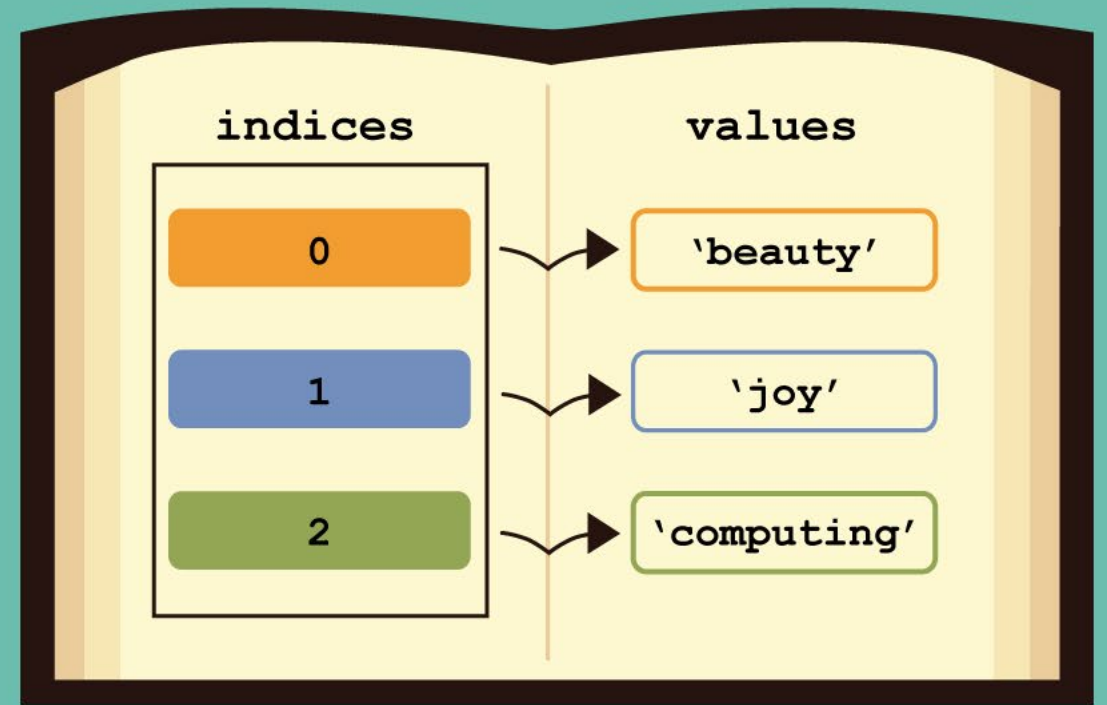 indices values
0 ‘beauty’
1 ‘joy’
2 ‘computing’